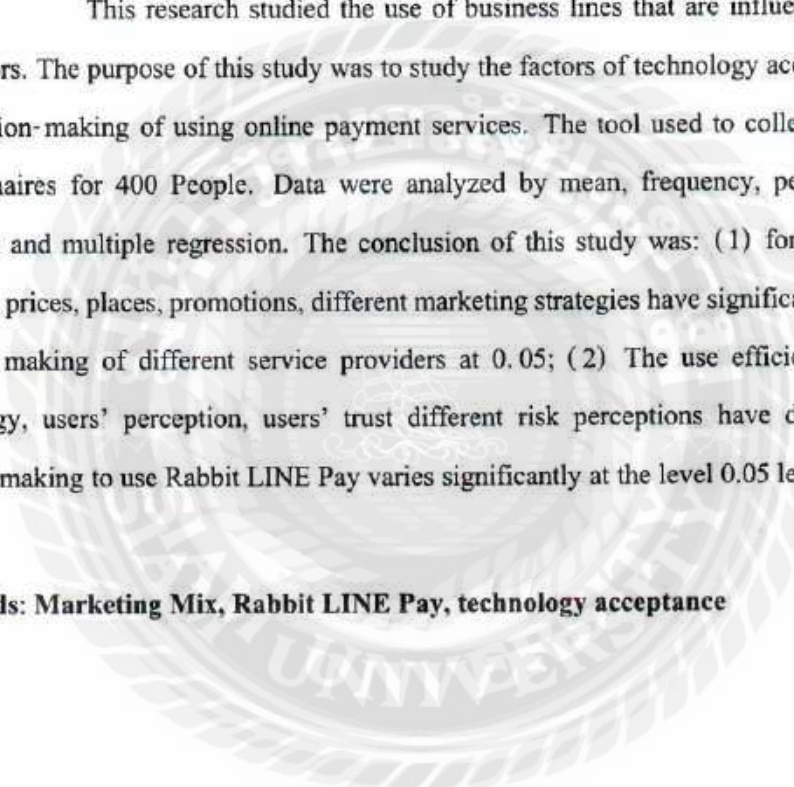 This research studied the use of business lines that are influe
rs. The purpose of this study was to study the factors of technology acc
ion-making of using online payment services. The tool used to colle
naires for 400 People. Data were analyzed by mean, frequency, pe
and multiple regression. The conclusion of this study was: (1) for
prices, places, promotions, different marketing strategies have signific
making of different service providers at 0.05; (2) The use effici
gy, users' perception, users' trust different risk perceptions have d
making to use Rabbit LINE Pay varies significantly at the level 0.05 le
ds: Marketing Mix, Rabbit LINE Pay, technology acceptance
SIAM UNIVERSITY